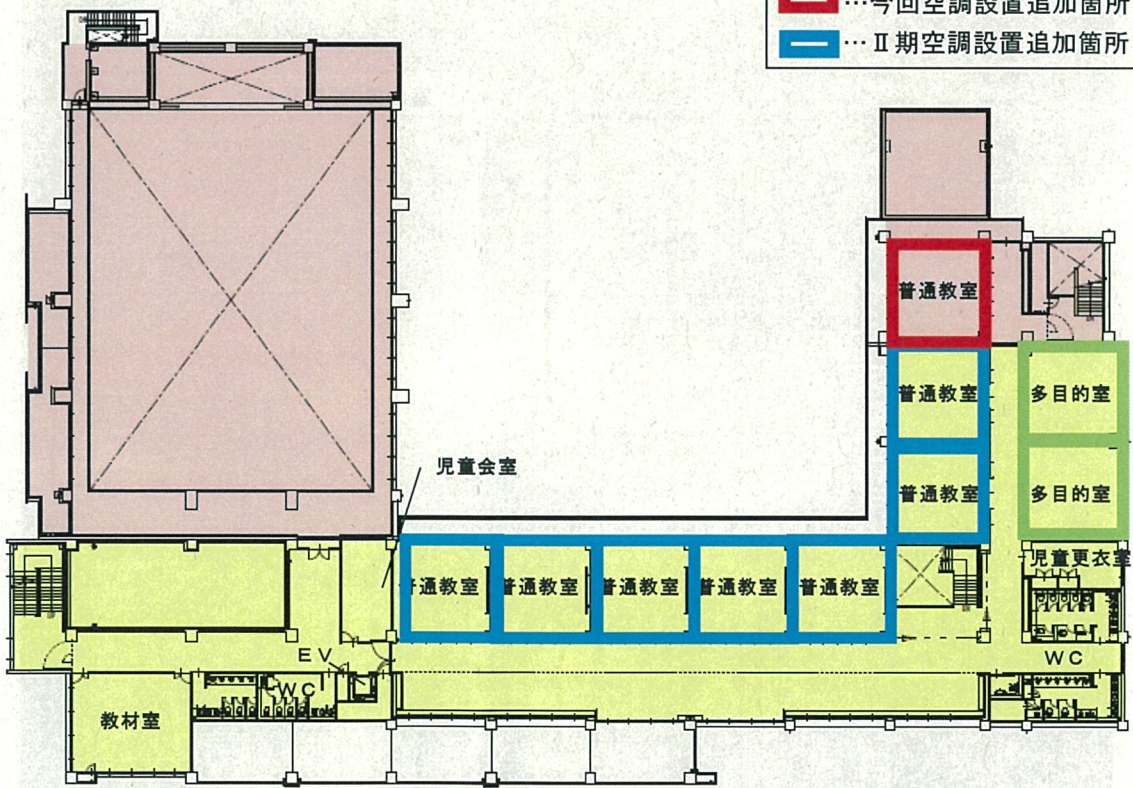 …今回空調設置追加箇所
…Ⅱ期空調設置追加箇所
普通教室
普通教室
多目的室
児童会室
普通教室
多目的室
児童更衣室
普通教室
普通教室
普通教室
普通教室
普通教室
EV
WC
WC
教材室